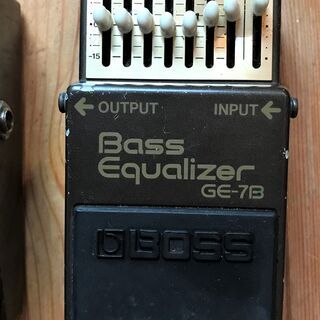 -15
← OUTPUT INPUT ←
Bass
Equalizer
GE-7B
BOSS